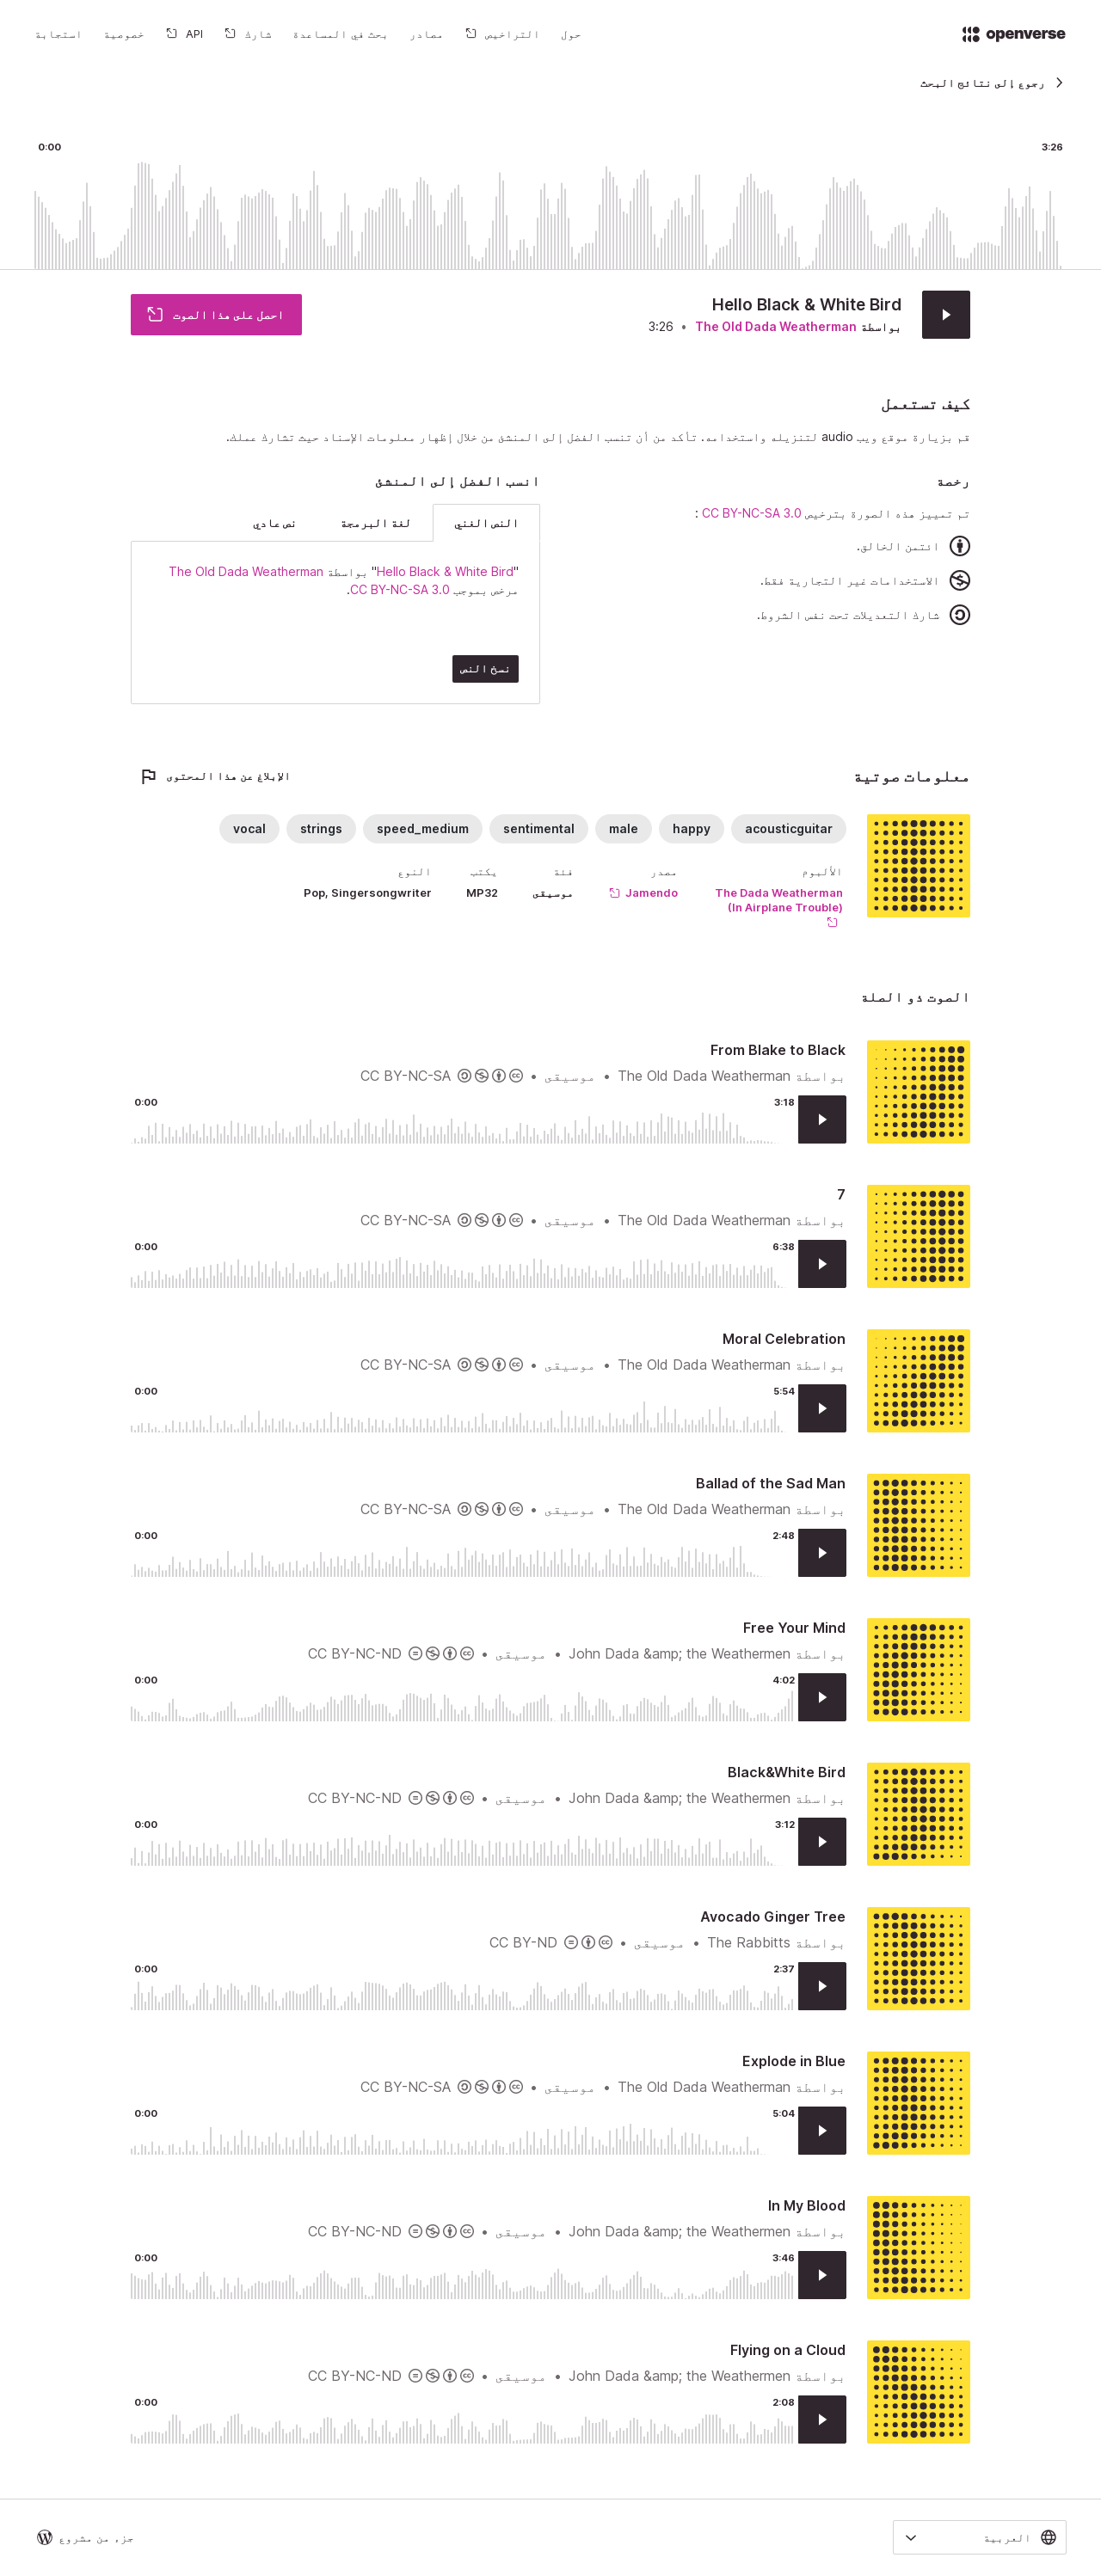 openverse
حول
التراخيص
مصادر
بحث في المساعدة
شارك
API
خصوصية
استجابة
رجوع إلى نتائج البحث
3:26
0:00
Hello Black & White Bird
بواسطة The Old Dada Weatherman • 3:26
احصل على هذا الصوت
كيف تستعمل
قم بزيارة موقع ويب audio لتنزيله واستخدامه. تأكد من أن تنسب الفضل إلى المنشئ من خلال إظهار معلومات الإسناد حيث تشارك عملك.
رخصة
تم تمييز هذه الصورة بترخيص CC BY-NC-SA 3.0 :
ائتمن الخالق.
الاستخدامات غير التجارية فقط.
شارك التعديلات تحت نفس الشروط.
انسب الفضل إلى المنشئ
النص الغني
لغة البرمجة
نص عادي
"Hello Black & White Bird" بواسطة The Old Dada Weatherman
مرخص بموجب CC BY-NC-SA 3.0.
نسخ النص
معلومات صوتية
الإبلاغ عن هذا المحتوى
acousticguitar
happy
male
sentimental
speed_medium
strings
vocal
الألبوم
The Dada Weatherman
(In Airplane Trouble)
مصدر
Jamendo
فئة
موسيقى
يكتب
MP32
النوع
Pop, Singersongwriter
الصوت ذو الصلة
From Blake to Black
بواسطة The Old Dada Weatherman • موسيقى • CC BY-NC-SA
3:18
0:00
7
بواسطة The Old Dada Weatherman • موسيقى • CC BY-NC-SA
6:38
0:00
Moral Celebration
بواسطة The Old Dada Weatherman • موسيقى • CC BY-NC-SA
5:54
0:00
Ballad of the Sad Man
بواسطة The Old Dada Weatherman • موسيقى • CC BY-NC-SA
2:48
0:00
Free Your Mind
بواسطة John Dada &amp; the Weathermen • موسيقى • CC BY-NC-ND
4:02
0:00
Black&White Bird
بواسطة John Dada &amp; the Weathermen • موسيقى • CC BY-NC-ND
3:12
0:00
Avocado Ginger Tree
بواسطة The Rabbitts • موسيقى • CC BY-ND
2:37
0:00
Explode in Blue
بواسطة The Old Dada Weatherman • موسيقى • CC BY-NC-SA
5:04
0:00
In My Blood
بواسطة John Dada &amp; the Weathermen • موسيقى • CC BY-NC-ND
3:46
0:00
Flying on a Cloud
بواسطة John Dada &amp; the Weathermen • موسيقى • CC BY-NC-ND
2:08
0:00
العربية
جزء من مشروع